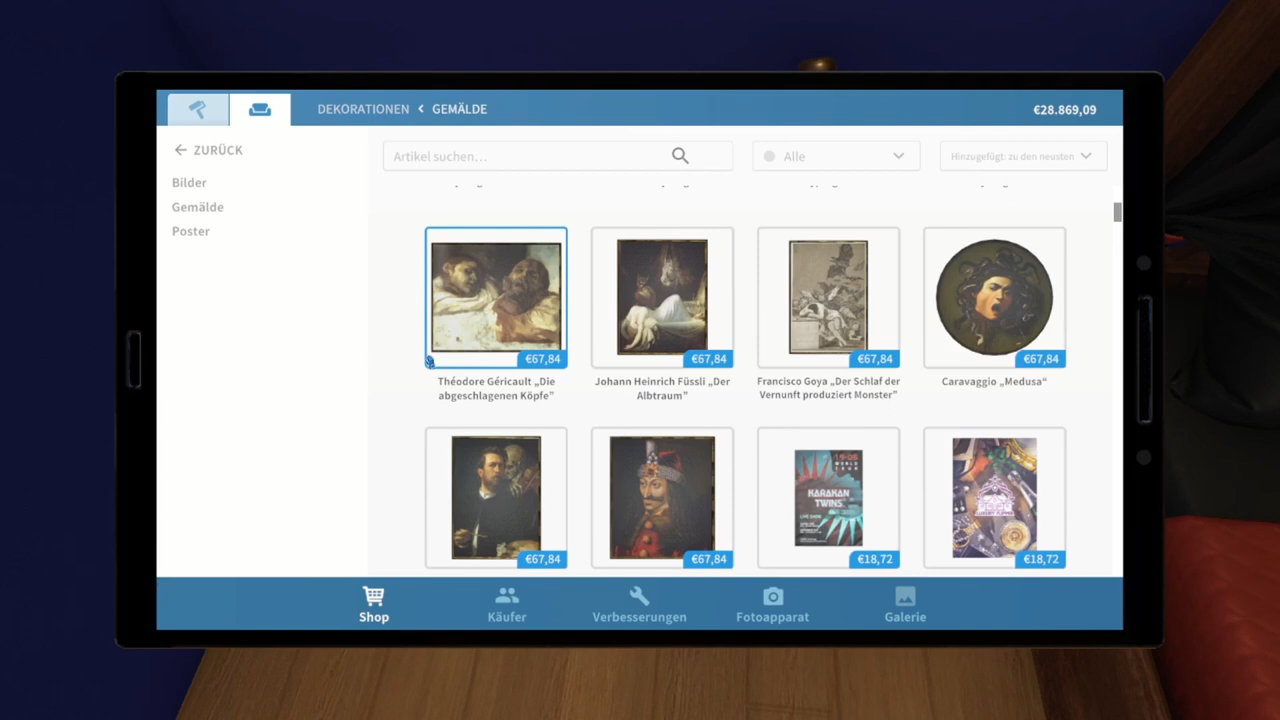 DEKORATIONEN < GEMÄLDE
€28.869,09
ZURÜCK
Bilder
Gemälde
Poster
Artikel suchen...
Alle
Hinzugefügt: zu den neusten
€67,84
€67,84
€67,84
€67,84
Théodore Géricault „Die
abgeschlagenen Köpfe”
Johann Heinrich Füssli „Der
Albtraum”
Francisco Goya „Der Schlaf der
Vernunft produziert Monster”
Caravaggio „Medusa“
KARAKAN
TWINS
WORLD
TOUR
€67,84
€67,84
€18,72
€18,72
Shop
Käufer
Verbesserungen
Fotoapparat
Galerie